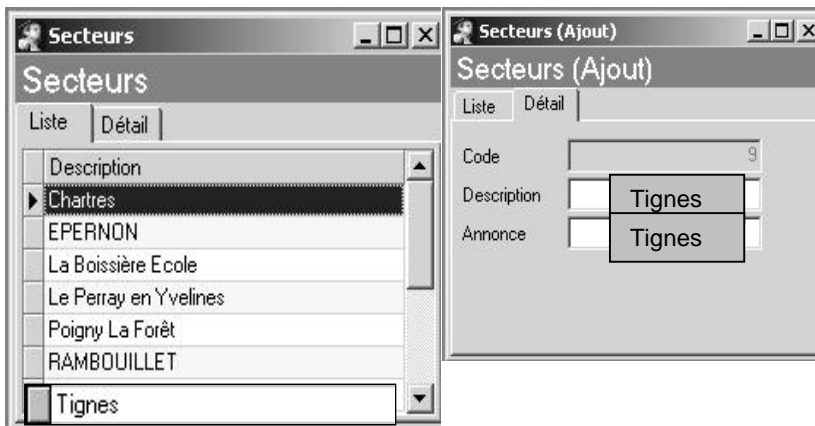 Secteurs
Secteurs
Liste Détail
Description
Chartres
EPERNON
La Boissière Ecole
Le Perray en Yvelines
Poigny La Forêt
RAMBOUILLET
Tignes
Secteurs (Ajout)
Secteurs (Ajout)
Liste Détail
Code 9
Description Tignes
Annonce Tignes